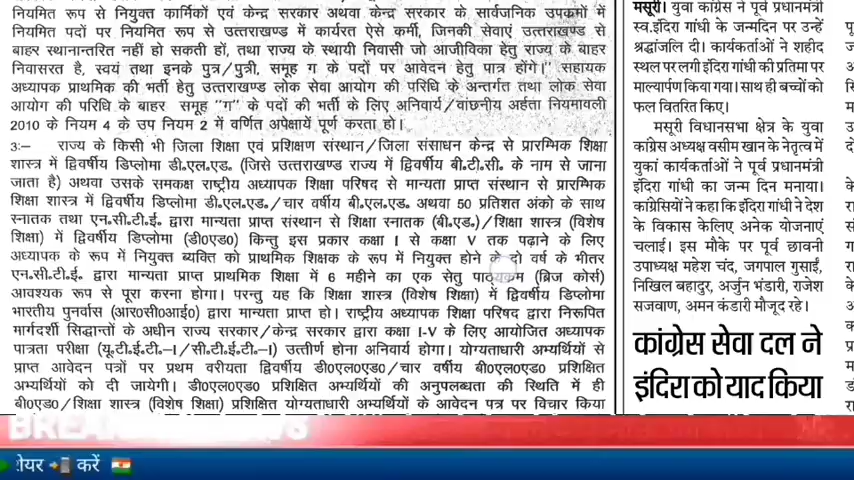 नियमित रूप से नियुक्त कार्मिकों एवं केन्द्र सरकार अथवा केन्द्र सरकार के सार्वजनिक उपक्रमों में
नियमित पदों पर नियमित रूप से उत्तराखण्ड में कार्यरत ऐसे कर्मी, जिनकी सेवाएं उत्तराखण्ड से
बाहर स्थानान्तरित नहीं हो सकती हों, तथा राज्य के स्थायी निवासी जो आजीविका हेतु राज्य के बाहर
निवासरत है, स्वयं तथा इनके पुत्र/पुत्री, समूह ग के पदों पर आवेदन हेतु पात्र होंगे।" सहायक
अध्यापक प्राथमिक की भर्ती हेतु उत्तराखण्ड लोक सेवा आयोग की परिधि के अन्तर्गत तथा लोक सेवा
आयोग की परिधि के बाहर समूह "ग" के पदों की भर्ती के लिए अनिवार्य/वांछनीय अर्हता नियमावली
2010 के नियम 4 के उप नियम 2 में वर्णित अपेक्षायें पूर्ण करता हो।
3:- राज्य के किसी भी जिला शिक्षा एवं प्रशिक्षण संस्थान/जिला संसाधन केन्द्र से प्रारम्भिक शिक्षा
शास्त्र में द्विवर्षीय डिप्लोमा डी.एल.एड. (जिसे उत्तराखण्ड राज्य में द्विवर्षीय बी.टी.सी. के नाम से जाना
जाता है) अथवा उसके समकक्ष राष्ट्रीय अध्यापक शिक्षा परिषद से मान्यता प्राप्त संस्थान से प्रारम्भिक
शिक्षा शास्त्र में द्विवर्षीय डिप्लोमा डी.एल.एड./चार वर्षीय बी.एल.एड. अथवा 50 प्रतिशत अंको के साथ
स्नातक तथा एन.सी.टी.ई. द्वारा मान्यता प्राप्त संस्थान से शिक्षा स्नातक (बी.एड.)/शिक्षा शास्त्र (विशेष
शिक्षा) में द्विवर्षीय डिप्लोमा (डी0एड0) किन्तु इस प्रकार कक्षा I से कक्षा V तक पढ़ाने के लिए
अध्यापक के रूप में नियुक्त ब्यक्ति को प्राथमिक शिक्षक के रूप में नियुक्त होने के दो वर्ष के भीतर
एन.सी.टी.ई. द्वारा मान्यता प्राप्त प्राथमिक शिक्षा में 6 महीने का एक सेतु पाठ्यक्रम (ब्रिज कोर्स)
आवश्यक रूप से पूरा करना होगा। परन्तु यह कि शिक्षा शास्त्र (विशेष शिक्षा) में द्विवर्षीय डिप्लोमा
भारतीय पुनर्वास (आर0सी0आई0) द्वारा मान्यता प्राप्त हो। राष्ट्रीय अध्यापक शिक्षा परिषद द्वारा निरूपित
मार्गदर्शी सिद्धान्तों के अधीन राज्य सरकार/केन्द्र सरकार द्वारा कक्षा I-V के लिए आयोजित अध्यापक
पात्रता परीक्षा (यू.टी.ई.टी.–I/सी.टी.ई.टी.–I) उत्तीर्ण होना अनिवार्य होगा। योग्यताधारी अभ्यर्थियों से
प्राप्त आवेदन पत्रों पर प्रथम वरीयता द्विवर्षीय डी0एल0एड0/चार वर्षीय बी0एल0एड0 प्रशिक्षित
अभ्यर्थियों को दी जायेगी। डी0एल0एड0 प्रशिक्षित अभ्यर्थियों की अनुपलब्धता की स्थिति में ही
बी0एड0/शिक्षा शास्त्र (विशेष शिक्षा) प्रशिक्षित योग्यताधारी अभ्यर्थियों के आवेदन पत्र पर विचार किया
मसूरी। युवा कांग्रेस ने पूर्व प्रधानमंत्री
स्व.इंदिरा गांधी के जन्मदिन पर उन्हें
श्रद्धांजलि दी। कार्यकर्ताओं ने शहीद
स्थल पर लगी इंदिरा गांधी की प्रतिमा पर
माल्यार्पण किया गया। साथ ही बच्चों को
फल वितरित किए।
मसूरी विधानसभा क्षेत्र के युवा
कांग्रेस अध्यक्ष वसीम खान के नेतृत्व में
युकां कार्यकर्ताओं ने पूर्व प्रधानमंत्री
इंदिरा गांधी का जन्म दिन मनाया।
कांग्रेसियों ने कहा कि इंदिरा गांधी ने देश
के विकास केलिए अनेक योजनाएं
चलाई। इस मौके पर पूर्व छावनी
उपाध्यक्ष महेश चंद, जगपाल गुसाईं,
निखिल बहादुर, अर्जुन भंडारी, राजेश
सजवाण, अमन कंडारी मौजूद रहे।
कांग्रेस सेवा दल ने
इंदिरा को याद किया
शेयर 📲 करें 🇮🇳